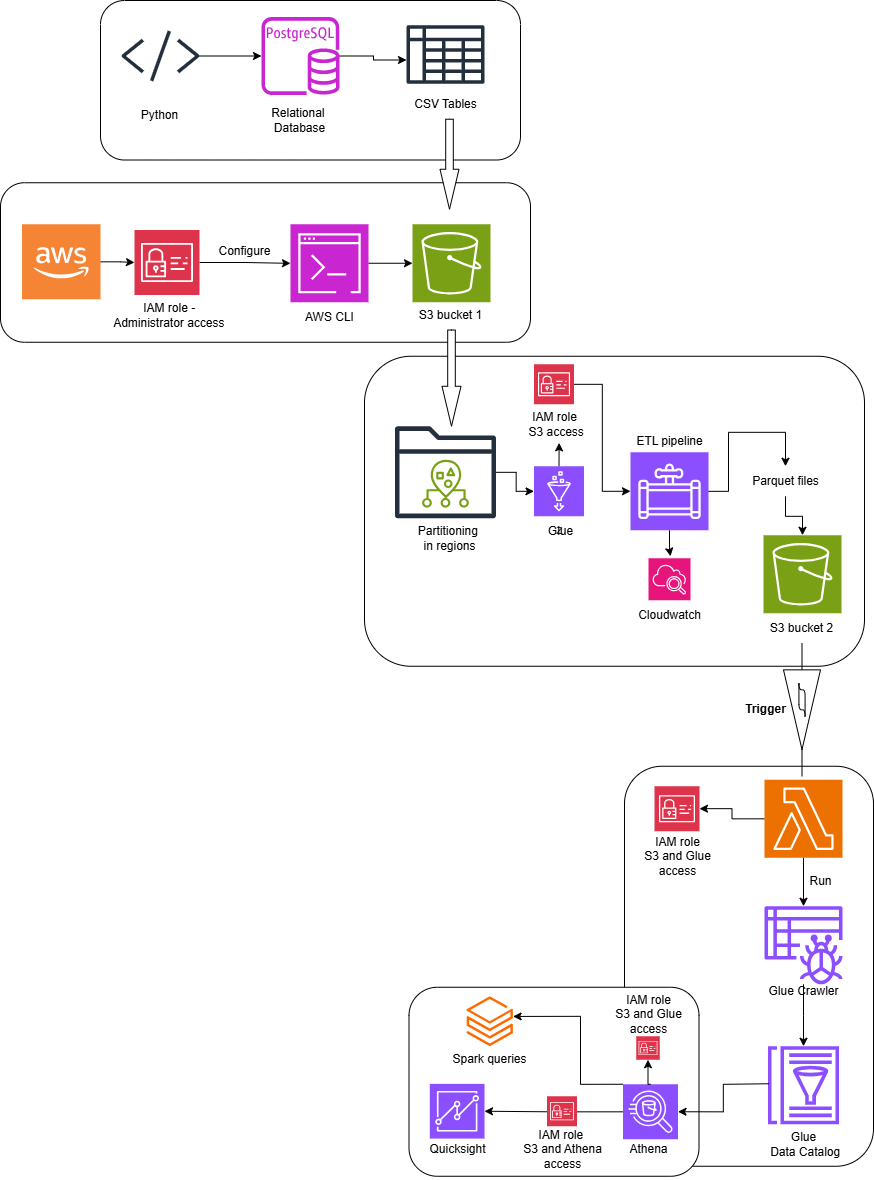 PostgreSQL
Python
Relational
Database
CSV Tables
aws
Configure
IAM role -
Administrator access
AWS CLI
S3 bucket 1
IAM role
S3 access
ETL pipeline
Parquet files
Partitioning
in regions
Glue
Cloudwatch
S3 bucket 2
Trigger
IAM role
S3 and Glue
access
Run
Glue Crawler
IAM role
S3 and Glue
access
Spark queries
Quicksight
IAM role
S3 and Athena
access
Athena
Glue
Data Catalog